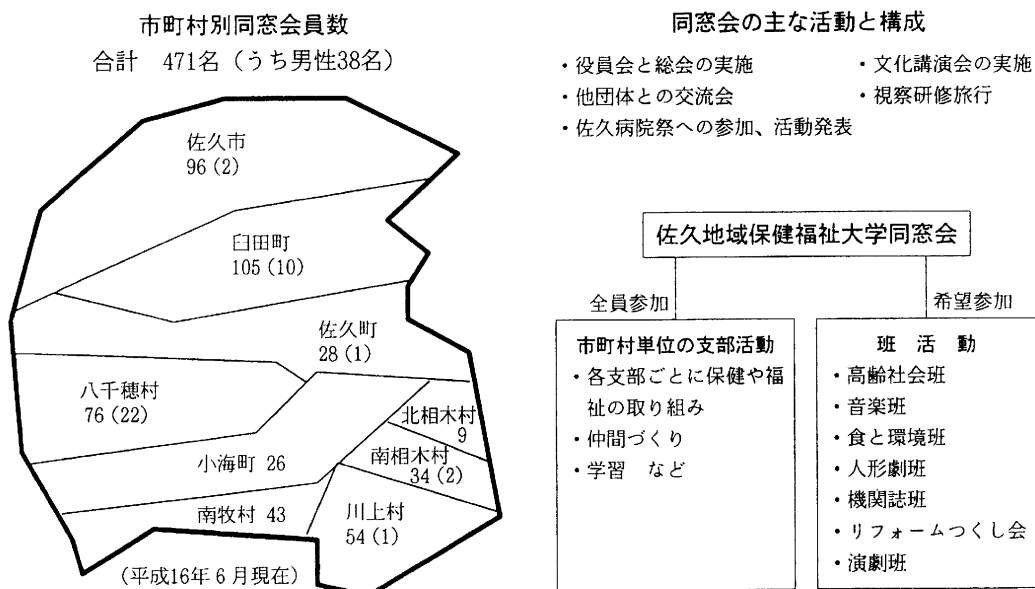 市町村別同窓会員数
合計　471名（うち男性38名）
佐久市
96 (2)
臼田町
105 (10)
佐久町
28 (1)
八千穂村
76 (22)
北相木村
9
小海町 26
南相木村
34 (2)
南牧村 43
川上村
54 (1)
（平成16年６月現在）
同窓会の主な活動と構成
・役員会と総会の実施
・文化講演会の実施
・他団体との交流会
・視察研修旅行
・佐久病院祭への参加、活動発表
佐久地域保健福祉大学同窓会
全員参加
希望参加
市町村単位の支部活動
・各支部ごとに保健や福
祉の取り組み
・仲間づくり
・学習　など
班　活　動
・高齢社会班
・音楽班
・食と環境班
・人形劇班
・機関誌班
・リフォームつくし会
・演劇班